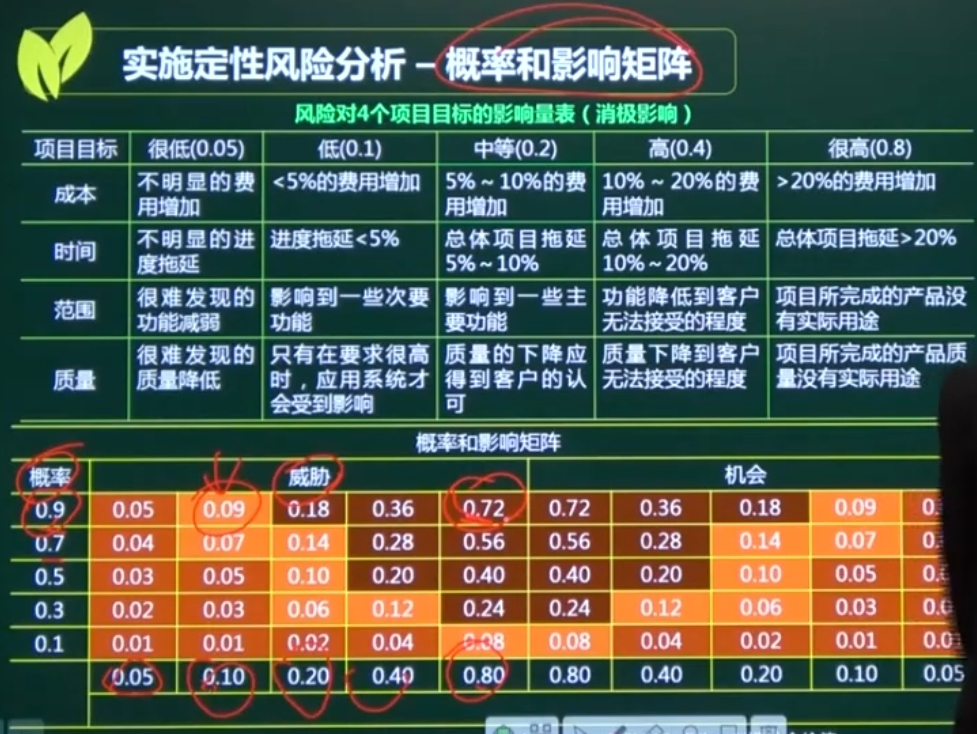 实施定性风险分析 – 概率和影响矩阵
风险对4个项目目标的影响量表（消极影响）
项目目标 很低(0.05) 低(0.1) 中等(0.2) 高(0.4) 很高(0.8)
成本 不明显的费用增加 <5%的费用增加 5%～10%的费用增加 10%～20%的费用增加 >20%的费用增加
时间 不明显的进度拖延 进度拖延<5% 总体项目拖延5%～10% 总体项目拖延10%～20% 总体项目拖延>20%
范围 很难发现的功能减弱 影响到一些次要功能 影响到一些主要功能 功能降低到客户无法接受的程度 项目所完成的产品没有实际用途
质量 很难发现的质量降低 只有在要求很高时，应用系统才会受到影响 质量的下降应得到客户的认可 质量下降到客户无法接受的程度 项目所完成的产品质量没有实际用途
概率和影响矩阵
概率 威胁 机会
0.9 0.05 0.09 0.18 0.36 0.72 0.72 0.36 0.18 0.09
0.7 0.04 0.07 0.14 0.28 0.56 0.56 0.28 0.14 0.07
0.5 0.03 0.05 0.10 0.20 0.40 0.40 0.20 0.10 0.05
0.3 0.02 0.03 0.06 0.12 0.24 0.24 0.12 0.06 0.03
0.1 0.01 0.01 0.02 0.04 0.08 0.08 0.04 0.02 0.01
0.05 0.10 0.20 0.40 0.80 0.80 0.40 0.20 0.10 0.05